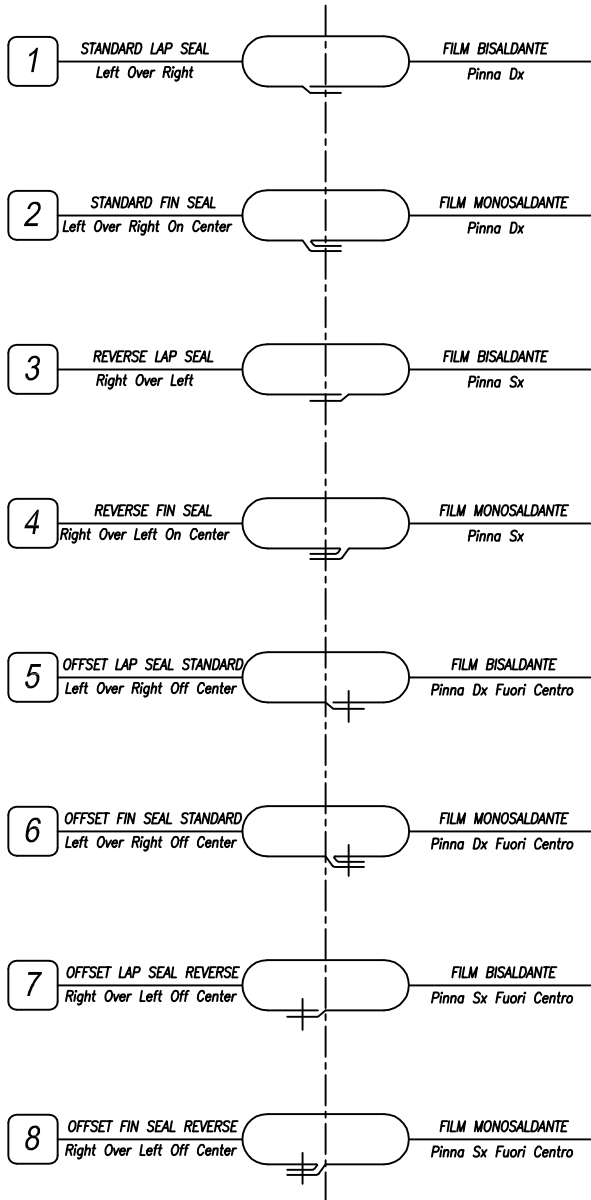 1
STANDARD LAP SEAL
Left Over Right
FILM BISALDANTE
Pinna Dx
2
STANDARD FIN SEAL
Left Over Right On Center
FILM MONOSALDANTE
Pinna Dx
3
REVERSE LAP SEAL
Right Over Left
FILM BISALDANTE
Pinna Sx
4
REVERSE FIN SEAL
Right Over Left On Center
FILM MONOSALDANTE
Pinna Sx
5
OFFSET LAP SEAL STANDARD
Left Over Right Off Center
FILM BISALDANTE
Pinna Dx Fuori Centro
6
OFFSET FIN SEAL STANDARD
Left Over Right Off Center
FILM MONOSALDANTE
Pinna Dx Fuori Centro
7
OFFSET LAP SEAL REVERSE
Right Over Left Off Center
FILM BISALDANTE
Pinna Sx Fuori Centro
8
OFFSET FIN SEAL REVERSE
Right Over Left Off Center
FILM MONOSALDANTE
Pinna Sx Fuori Centro